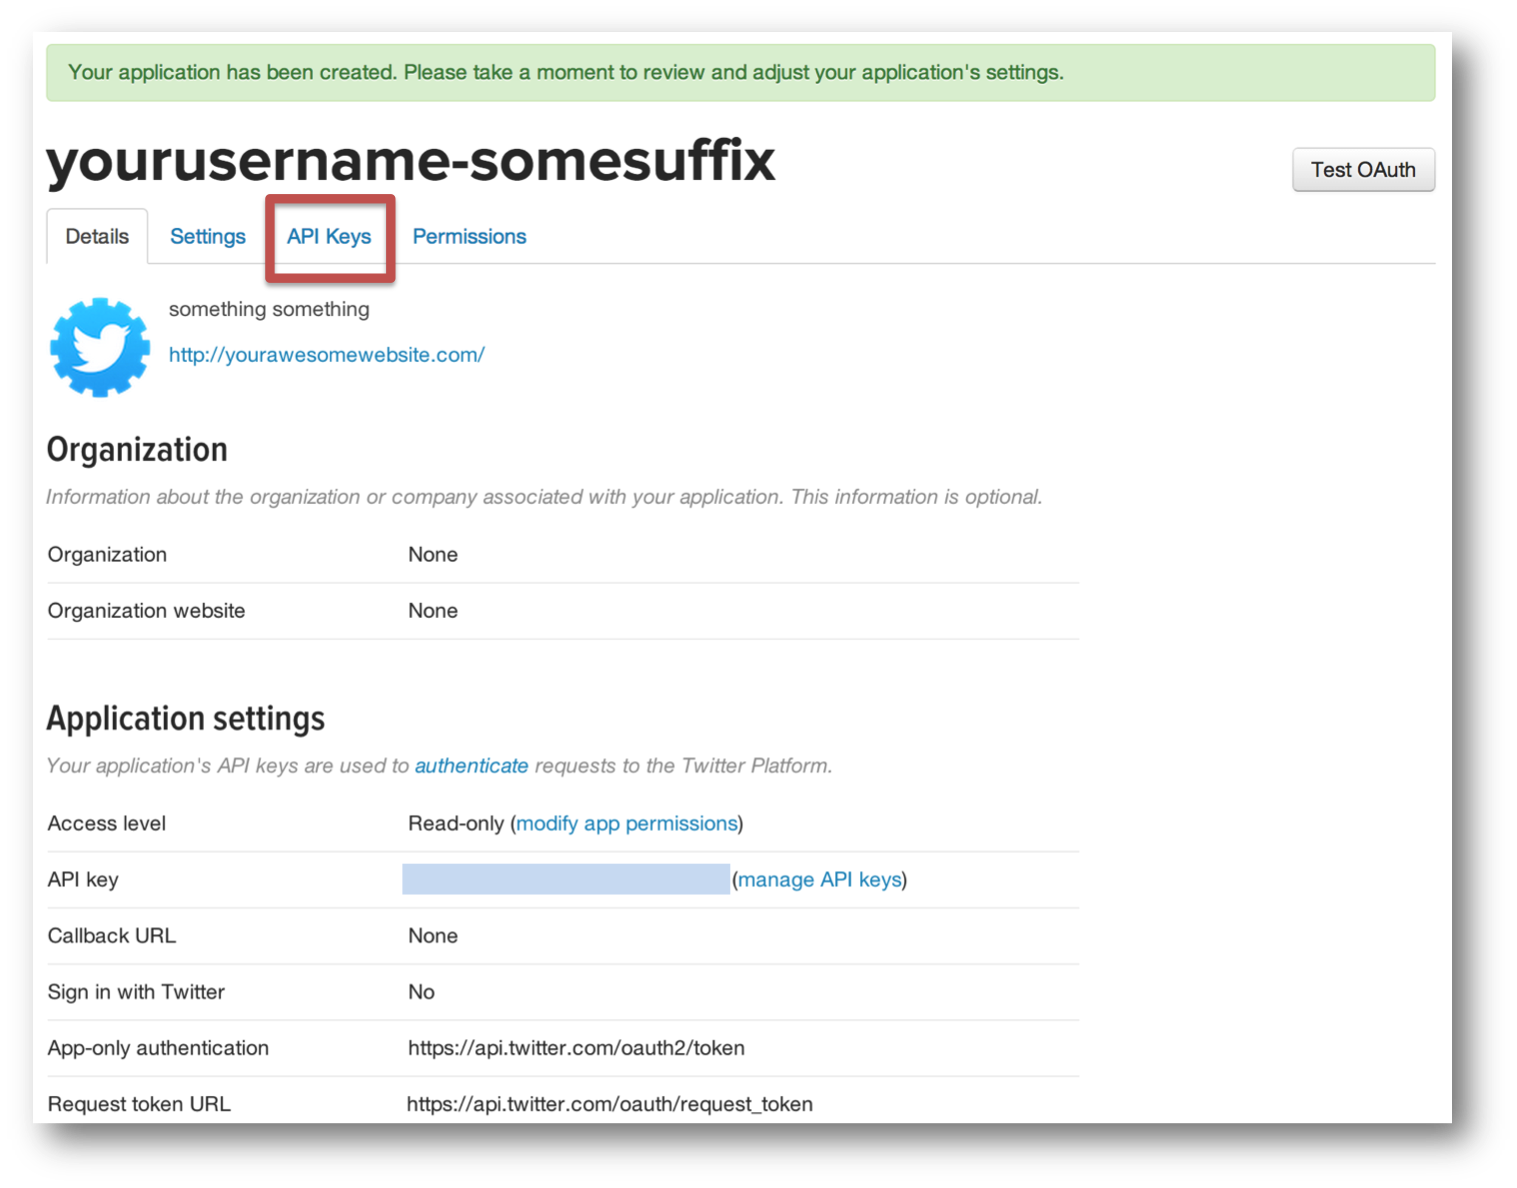 Your application has been created. Please take a moment to review and adjust your application's settings.
yourusername-somesuffix
Test OAuth
Details Settings API Keys Permissions
something something
http://yourawesomewebsite.com/
Organization
Information about the organization or company associated with your application. This information is optional.
Organization None
Organization website None
Application settings
Your application's API keys are used to authenticate requests to the Twitter Platform.
Access level Read-only (modify app permissions)
API key (manage API keys)
Callback URL None
Sign in with Twitter No
App-only authentication https://api.twitter.com/oauth2/token
Request token URL https://api.twitter.com/oauth/request_token